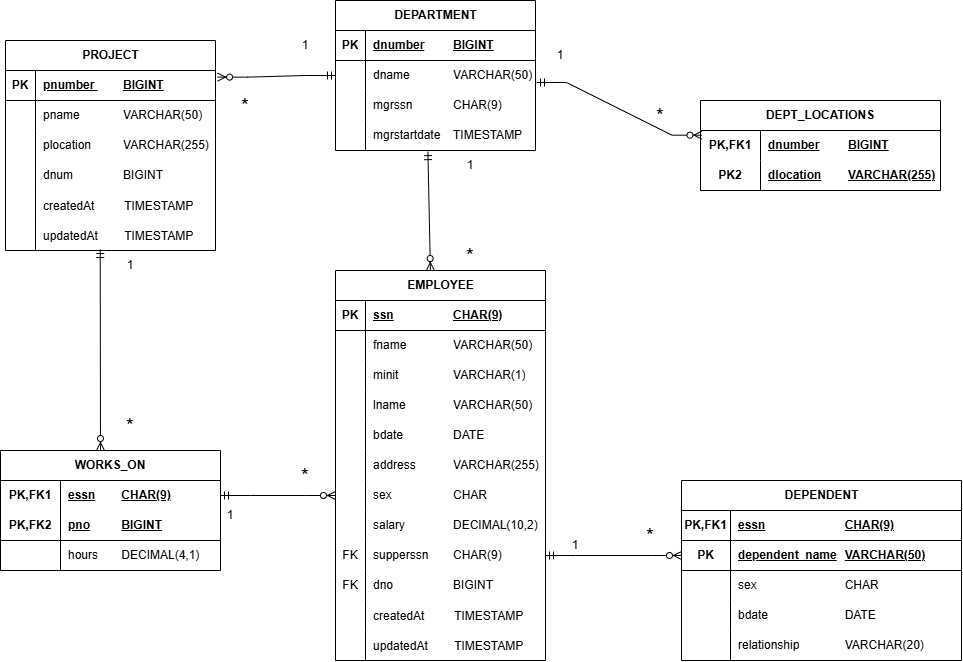 DEPARTMENT
PK dnumber BIGINT
dname VARCHAR(50)
mgrssn CHAR(9)
mgrstartdate TIMESTAMP
PROJECT
PK pnumber BIGINT
pname VARCHAR(50)
plocation VARCHAR(255)
dnum BIGINT
createdAt TIMESTAMP
updatedAt TIMESTAMP
1
*
1
*
DEPT_LOCATIONS
PK,FK1 dnumber BIGINT
PK2 dlocation VARCHAR(255)
1
*
1
*
EMPLOYEE
PK ssn CHAR(9)
fname VARCHAR(50)
minit VARCHAR(1)
lname VARCHAR(50)
bdate DATE
address VARCHAR(255)
sex CHAR
salary DECIMAL(10,2)
FK supperssn CHAR(9)
FK dno BIGINT
createdAt TIMESTAMP
updatedAt TIMESTAMP
WORKS_ON
PK,FK1 essn CHAR(9)
PK,FK2 pno BIGINT
hours DECIMAL(4,1)
*
1
1
*
DEPENDENT
PK,FK1 essn CHAR(9)
PK dependent_name VARCHAR(50)
sex CHAR
bdate DATE
relationship VARCHAR(20)